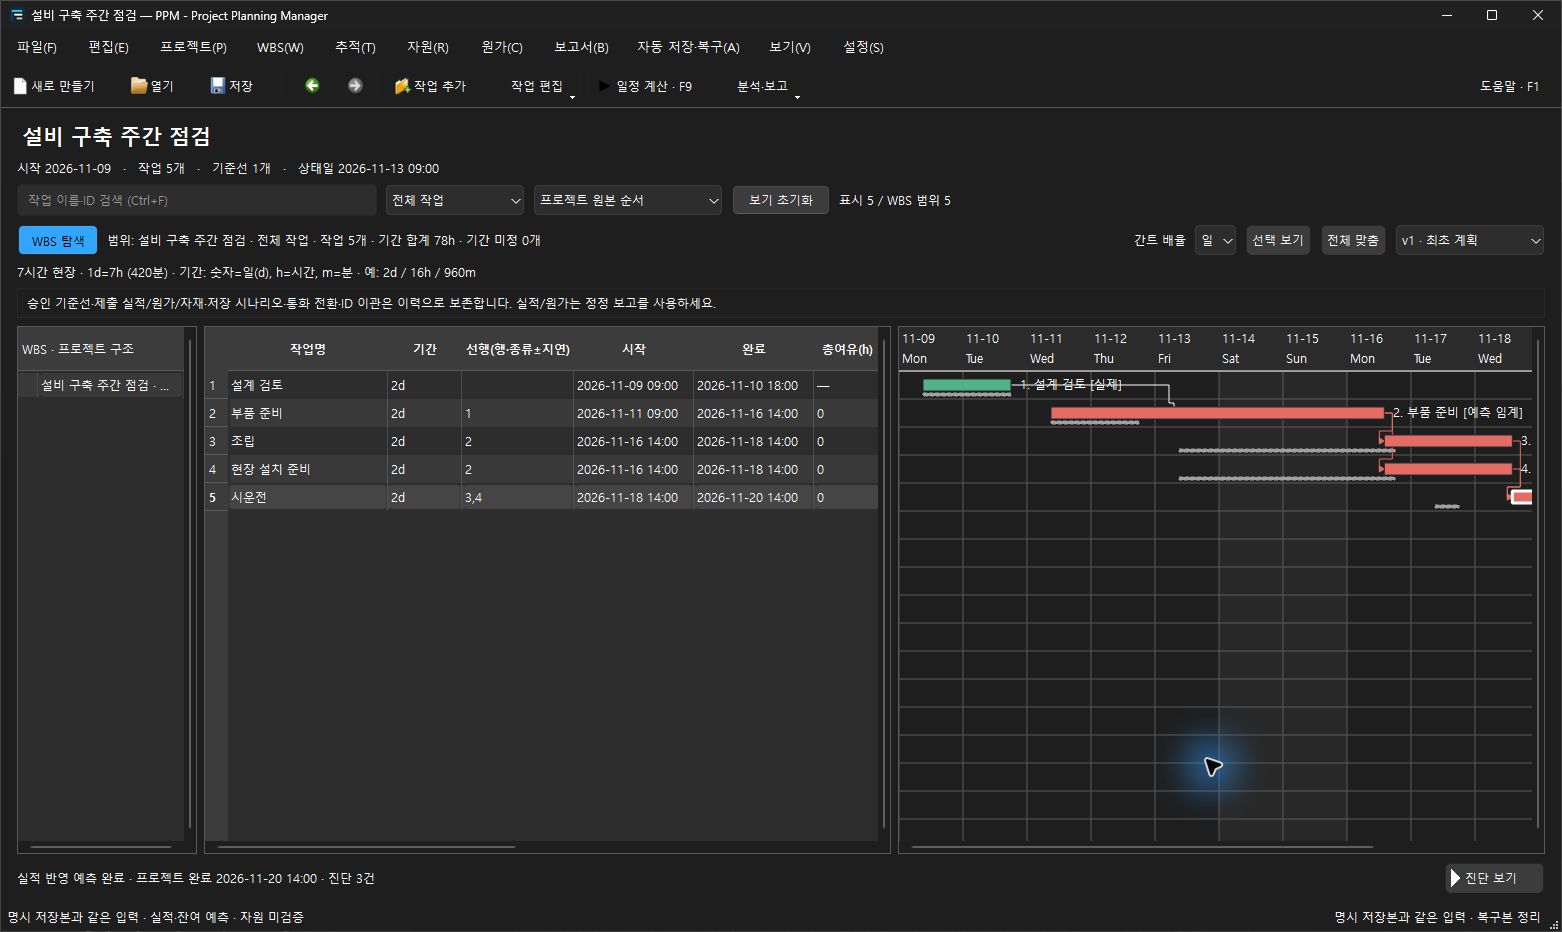 설비 구축 주간 점검 — PPM - Project Planning Manager
파일(F) 편집(E) 프로젝트(P) WBS(W) 추적(T) 자원(R) 원가(C) 보고서(B) 자동 저장·복구(A) 보기(V) 설정(S)
새로 만들기 열기 저장 작업 추가 작업 편집 일정 계산 · F9 분석·보고 도움말 · F1
설비 구축 주간 점검
시작 2026-11-09 · 작업 5개 · 기준선 1개 · 상태일 2026-11-13 09:00
작업 이름·ID 검색 (Ctrl+F) 전체 작업 프로젝트 원본 순서 보기 초기화 표시 5 / WBS 범위 5
WBS 탐색 범위: 설비 구축 주간 점검 · 전체 작업 · 작업 5개 · 기간 합계 78h · 기간 미정 0개 간트 배율 일 선택 보기 전체 맞춤 v1 · 최초 계획
7시간 현장 · 1d=7h (420분) · 기간: 숫자=일(d), h=시간, m=분 · 예: 2d / 16h / 960m
승인 기준선·제출 실적/원가/자재·저장 시나리오·통화 전환·ID 이관은 이력으로 보존합니다. 실적/원가는 정정 보고를 사용하세요.
WBS · 프로젝트 구조
설비 구축 주간 점검 · ...
작업명 기간 선행(행·종류±지연) 시작 완료 총여유(h)
1 설계 검토 2d 2026-11-09 09:00 2026-11-10 18:00 —
2 부품 준비 2d 1 2026-11-11 09:00 2026-11-16 14:00 0
3 조립 2d 2 2026-11-16 14:00 2026-11-18 14:00 0
4 현장 설치 준비 2d 2 2026-11-16 14:00 2026-11-18 14:00 0
5 시운전 2d 3,4 2026-11-18 14:00 2026-11-20 14:00 0
11-09 11-10 11-11 11-12 11-13 11-14 11-15 11-16 11-17 11-18
Mon Tue Wed Thu Fri Sat Sun Mon Tue Wed
1. 설계 검토 [실제]
2. 부품 준비 [예측 임계]
3.
4.
실적 반영 예측 완료 · 프로젝트 완료 2026-11-20 14:00 · 진단 3건 진단 보기
명시 저장본과 같은 입력 · 실적·잔여 예측 · 자원 미검증 명시 저장본과 같은 입력 · 복구본 정리